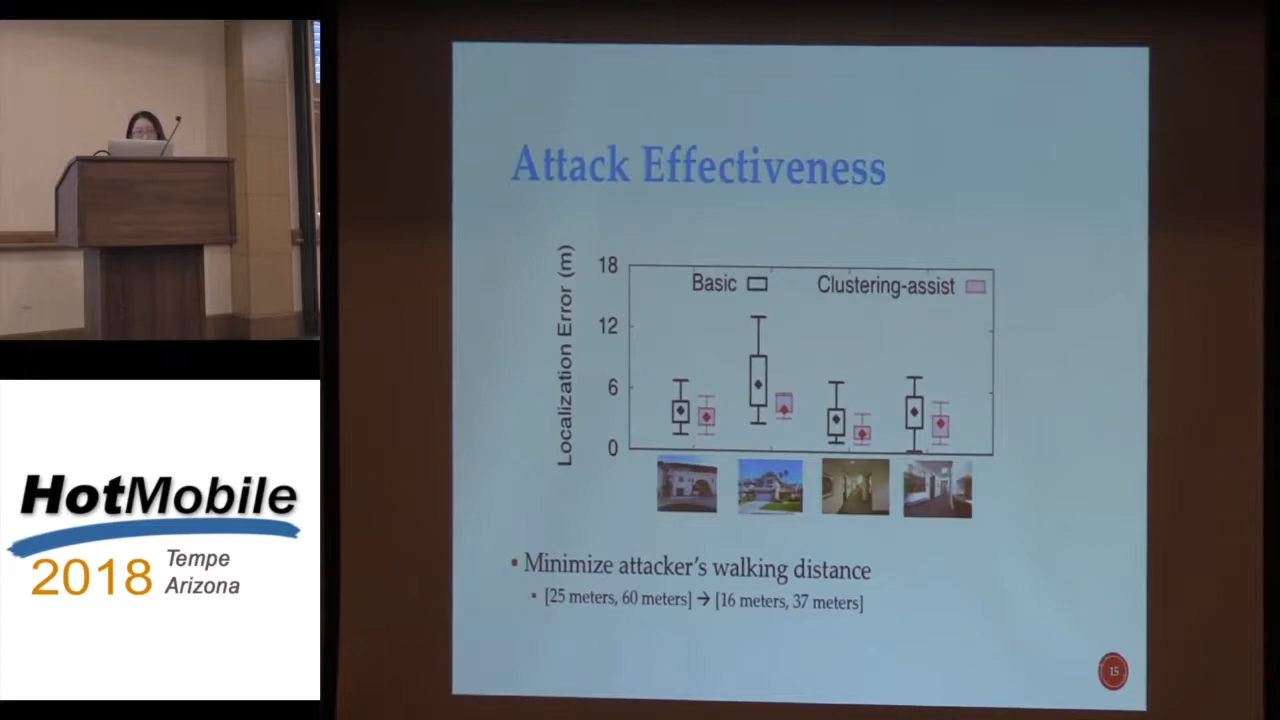 Attack Effectiveness
Localization Error (m)
18
12
6
0
Basic
Clustering-assist
▪ Minimize attacker's walking distance
▪ [25 meters, 60 meters] → [16 meters, 37 meters]
15
HotMobile
2018 Tempe
Arizona